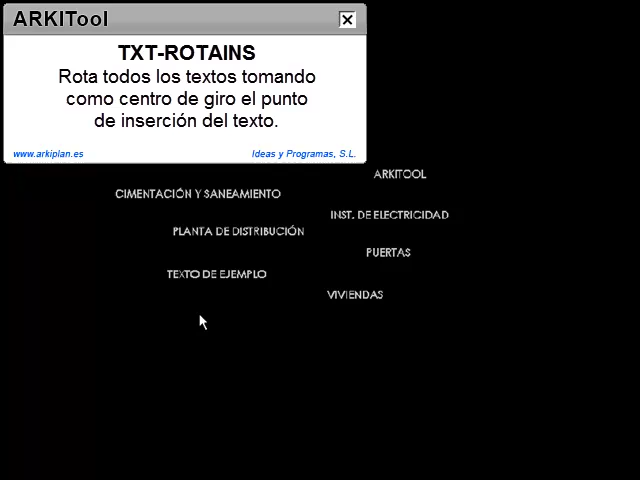 ARKITool
TXT-ROTAINS
Rota todos los textos tomando
como centro de giro el punto
de inserción del texto.
www.arkiplan.es
Ideas y Programas, S.L.
ARKITOOL
CIMENTACIÓN Y SANEAMIENTO
INST. DE ELECTRICIDAD
PLANTA DE DISTRIBUCIÓN
PUERTAS
TEXTO DE EJEMPLO
VIVIENDAS